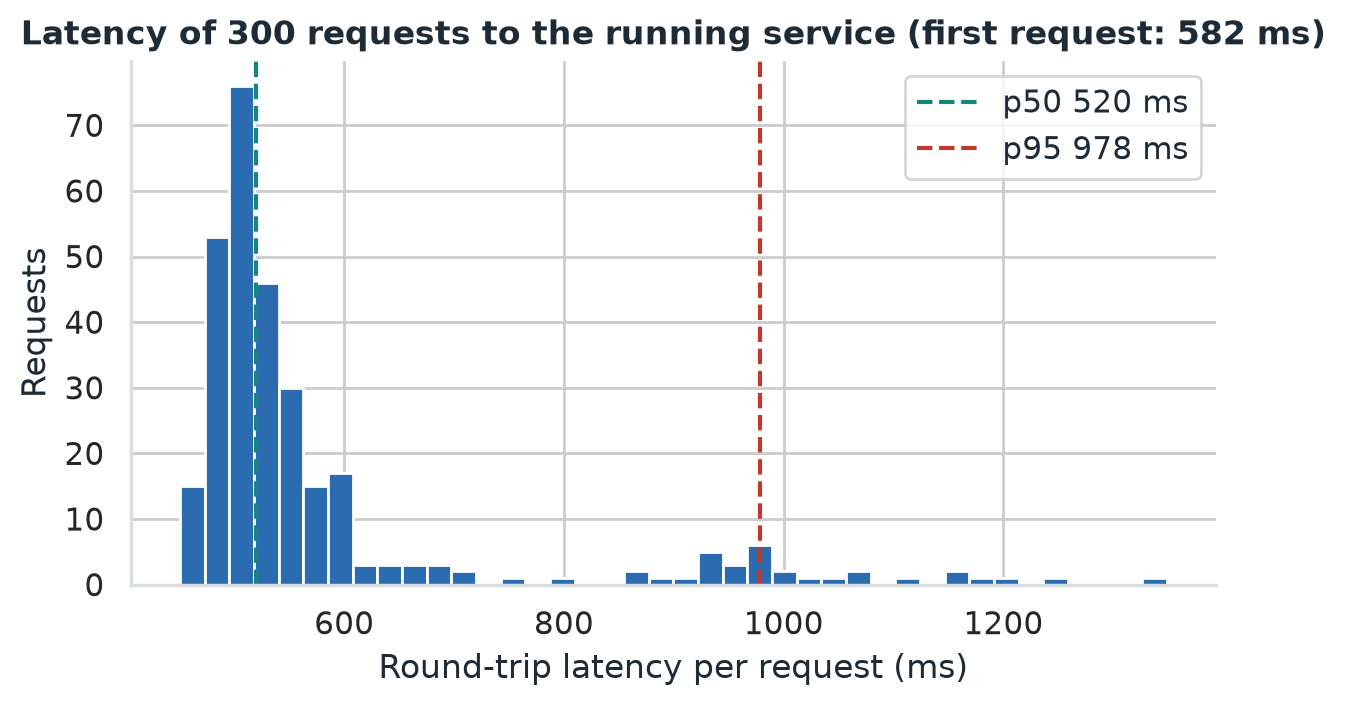 Latency of 300 requests to the running service (first request: 582 ms)
p50 520 ms
p95 978 ms
Requests
70
60
50
40
30
20
10
0
600 800 1000 1200
Round-trip latency per request (ms)